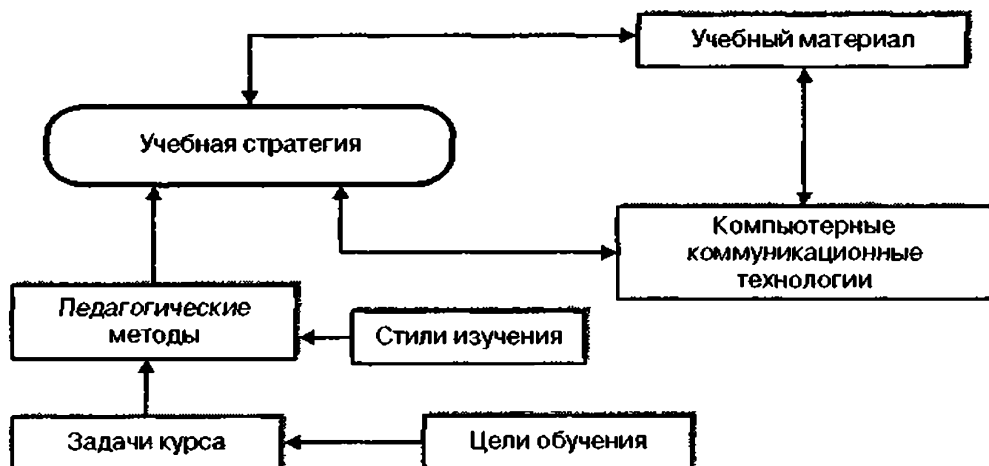 Учебный материал
Учебная стратегия
Компьютерные
коммуникационные
технологии
Педагогические
методы
Стили изучения
Задачи курса
Цели обучения